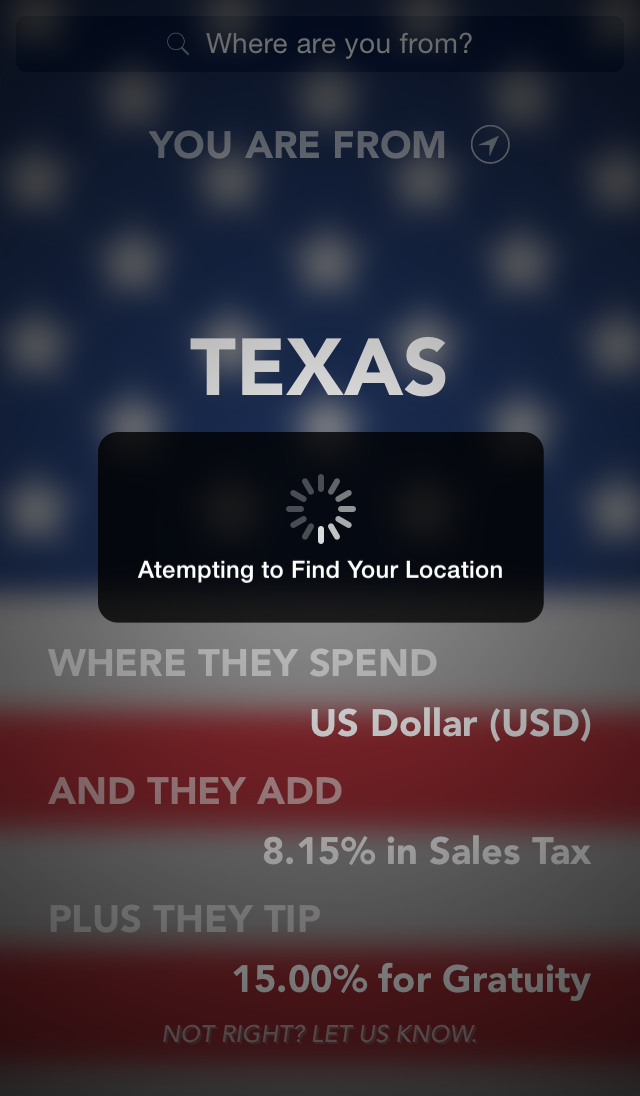 Where are you from?
YOU ARE FROM
TEXAS
Atempting to Find Your Location
WHERE THEY SPEND
US Dollar (USD)
AND THEY ADD
8.15% in Sales Tax
PLUS THEY TIP
15.00% for Gratuity
NOT RIGHT? LET US KNOW.